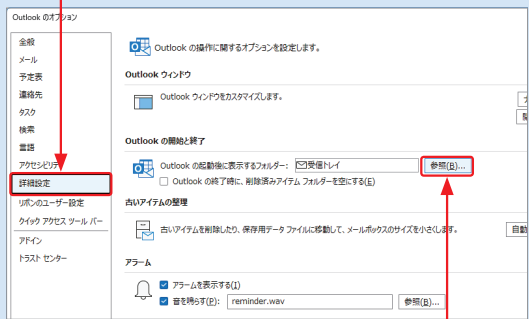 Outlook のオプション
全般
メール
予定表
連絡先
タスク
検索
言語
アクセシビリティ
詳細設定
リボンのユーザー設定
クイック アクセス ツール バー
アドイン
トラスト センター
Outlook の操作に関するオプションを設定します。
Outlook ウィンドウ
Outlook ウィンドウをカスタマイズします。
Outlook の開始と終了
Outlook の起動後に表示するフォルダー: 受信トレイ 参照(B)...
Outlook の終了時に、削除済みアイテム フォルダーを空にする(E)
古いアイテムの整理
古いアイテムを削除したり、保存用データ ファイルに移動して、メールボックスのサイズを小さくします。 自動
アラーム
アラームを表示する(I)
音を鳴らす(P): reminder.wav 参照(B)...